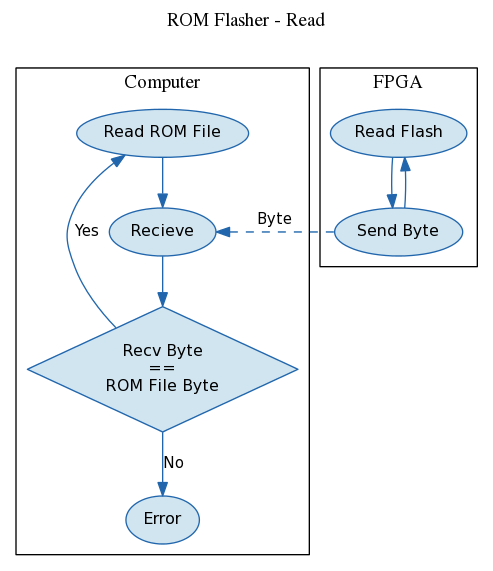 ROM Flasher - Read
Computer
FPGA
Read ROM File
Read Flash
Byte
Yes
Recieve
Send Byte
Recv Byte
==
ROM File Byte
No
Error